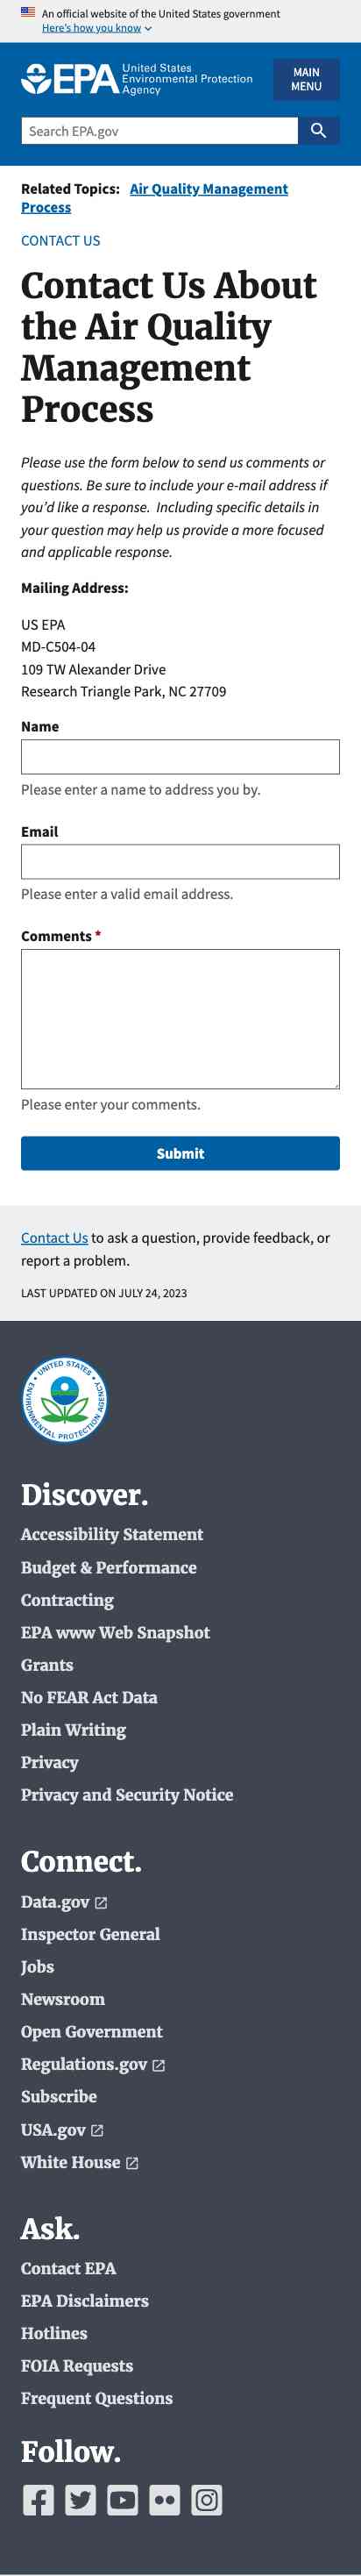 An official website of the United States government
Here's how you know
EPA United States
Environmental Protection
Agency
MAIN
MENU
Search EPA.gov
Related Topics: Air Quality Management
Process
CONTACT US
Contact Us About
the Air Quality
Management
Process
Please use the form below to send us comments or
questions. Be sure to include your e-mail address if
you'd like a response.  Including specific details in
your question may help us provide a more focused
and applicable response.
Mailing Address:
US EPA
MD-C504-04
109 TW Alexander Drive
Research Triangle Park, NC 27709
Name
Please enter a name to address you by.
Email
Please enter a valid email address.
Comments *
Please enter your comments.
Submit
Contact Us to ask a question, provide feedback, or
report a problem.
LAST UPDATED ON JULY 24, 2023
UNITED STATES
ENVIRONMENTAL PROTECTION AGENCY
Discover.
Accessibility Statement
Budget & Performance
Contracting
EPA www Web Snapshot
Grants
No FEAR Act Data
Plain Writing
Privacy
Privacy and Security Notice
Connect.
Data.gov
Inspector General
Jobs
Newsroom
Open Government
Regulations.gov
Subscribe
USA.gov
White House
Ask.
Contact EPA
EPA Disclaimers
Hotlines
FOIA Requests
Frequent Questions
Follow.